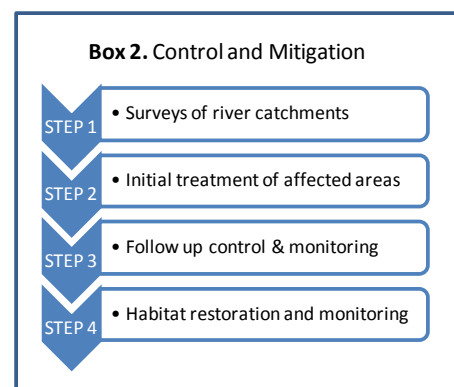 Box 2. Control and Mitigation
STEP 1
• Surveys of river catchments
STEP 2
• Initial treatment of affected areas
STEP 3
• Follow up control & monitoring
STEP 4
• Habitat restoration and monitoring